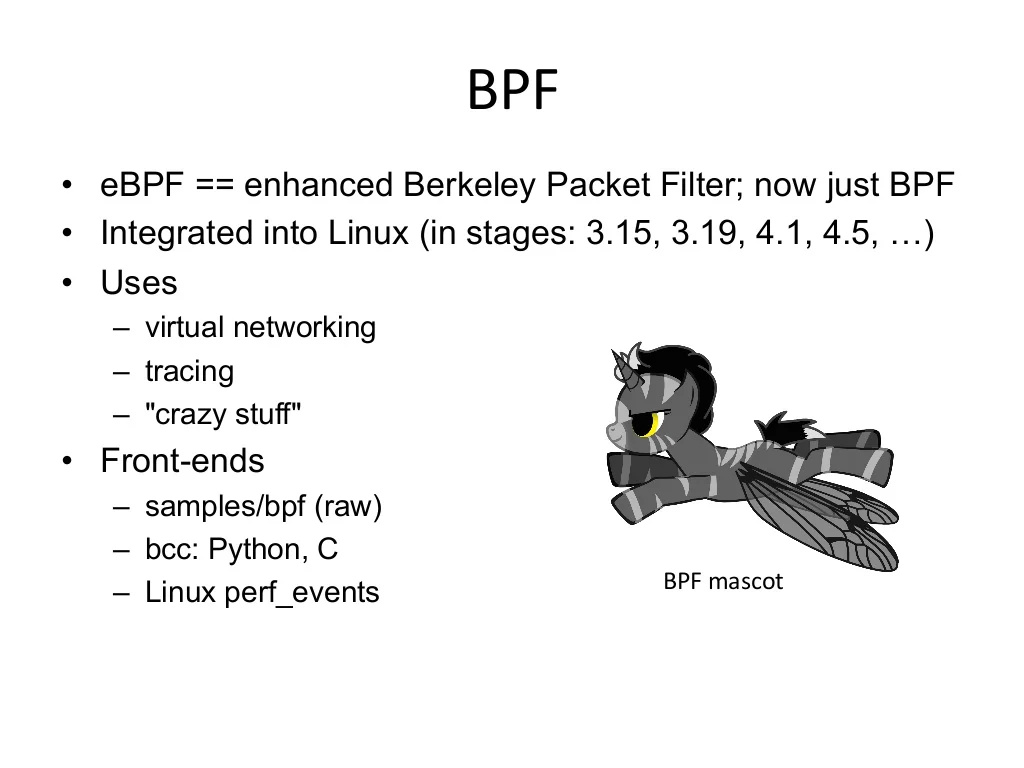 BPF
• eBPF == enhanced Berkeley Packet Filter; now just BPF
• Integrated into Linux (in stages: 3.15, 3.19, 4.1, 4.5, …)
• Uses
– virtual networking
– tracing
– "crazy stuff"
• Front-ends
– samples/bpf (raw)
– bcc: Python, C
– Linux perf_events
BPF mascot